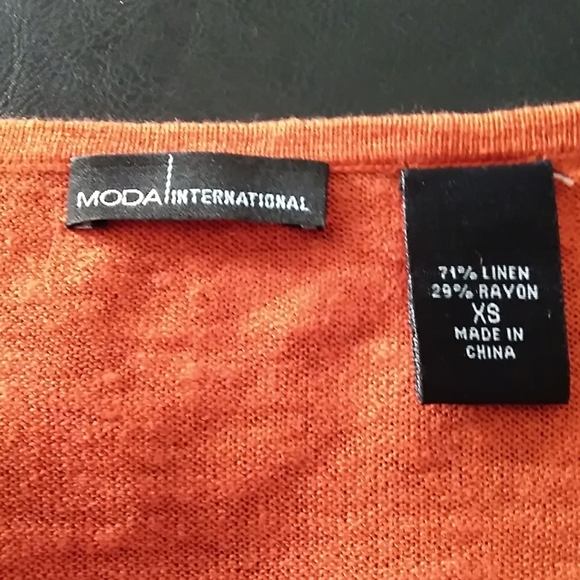 MODA INTERNATIONAL
71% LINEN
29% RAYON
XS
MADE IN
CHINA